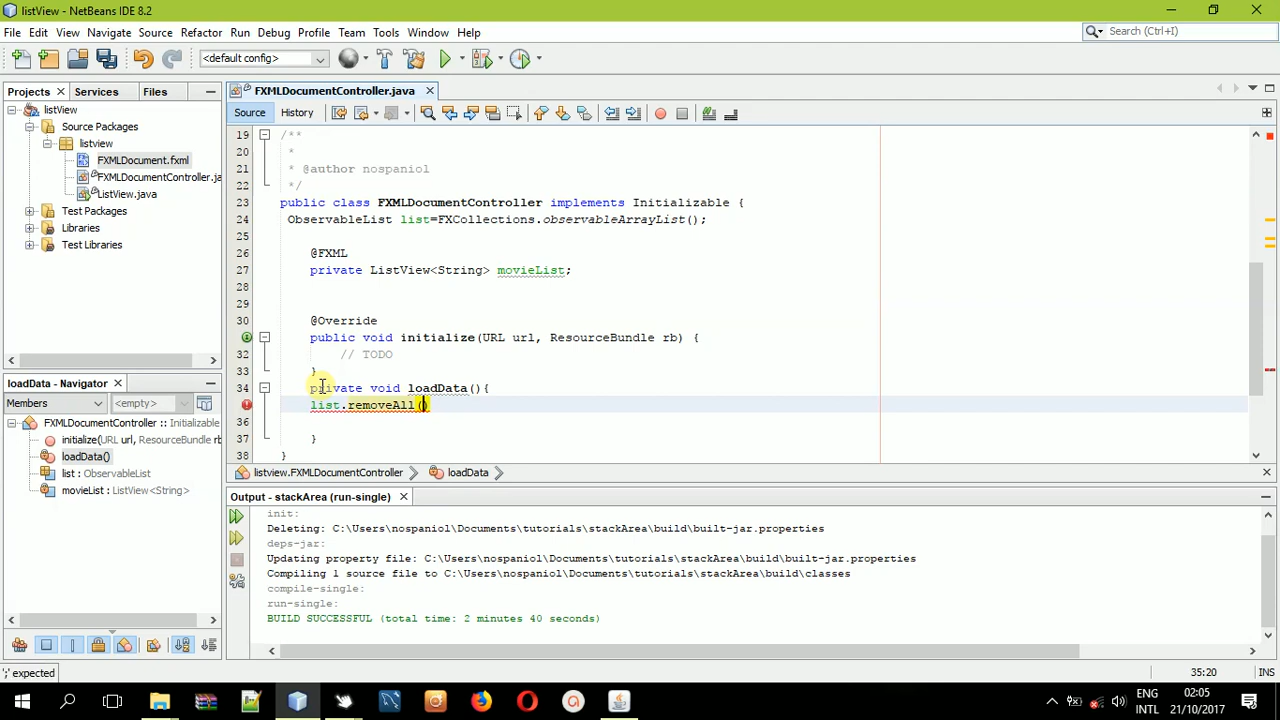 listView - NetBeans IDE 8.2
File Edit View Navigate Source Refactor Run Debug Profile Team Tools Window Help
Search (Ctrl+I)
<default config>
Projects Services Files
FXMLDocumentController.java
listView
Source Packages
listview
FXMLDocument.fxml
FXMLDocumentController.ja
ListView.java
Test Packages
Libraries
Test Libraries
Source History
19 /**
20 *
21 * @author nospaniol
22 */
23 public class FXMLDocumentController implements Initializable {
24 ObservableList list=FXCollections.observableArrayList();
25
26 @FXML
27 private ListView<String> movieList;
28
29
30 @Override
public void initialize(URL url, ResourceBundle rb) {
32 // TODO
33 }
34 private void loadData(){
list.removeAll()
36
37 }
38 }
loadData - Navigator
Members <empty>
FXMLDocumentController :: Initializable
initialize(URL url, ResourceBundle rb)
loadData()
list : ObservableList
movieList : ListView<String>
listview.FXMLDocumentController loadData
Output - stackArea (run-single)
init:
Deleting: C:\Users\nospaniol\Documents\tutorials\stackArea\build\built-jar.properties
deps-jar:
Updating property file: C:\Users\nospaniol\Documents\tutorials\stackArea\build\built-jar.properties
Compiling 1 source file to C:\Users\nospaniol\Documents\tutorials\stackArea\build\classes
compile-single:
run-single:
BUILD SUCCESSFUL (total time: 2 minutes 40 seconds)
';' expected
35:20 INS
ENG 02:05
INTL 21/10/2017